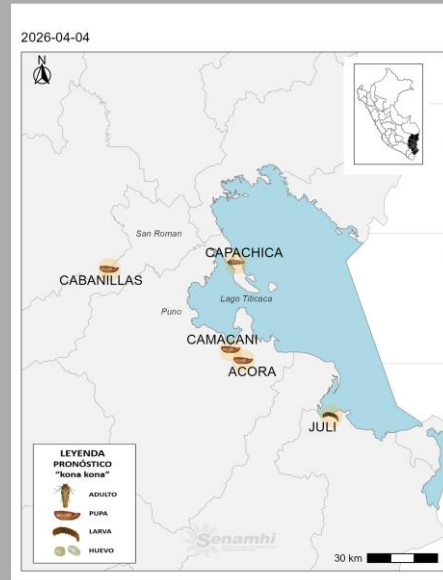 2026-04-04
N
San Roman
CAPACHICA
CABANILLAS
Lago Titicaca
Puno
CAMACANI
ACORA
JULI
LEYENDA
PRONÓSTICO
"kona kona"
ADULTO
PUPA
LARVA
HUEVO
Senamhi
30 km